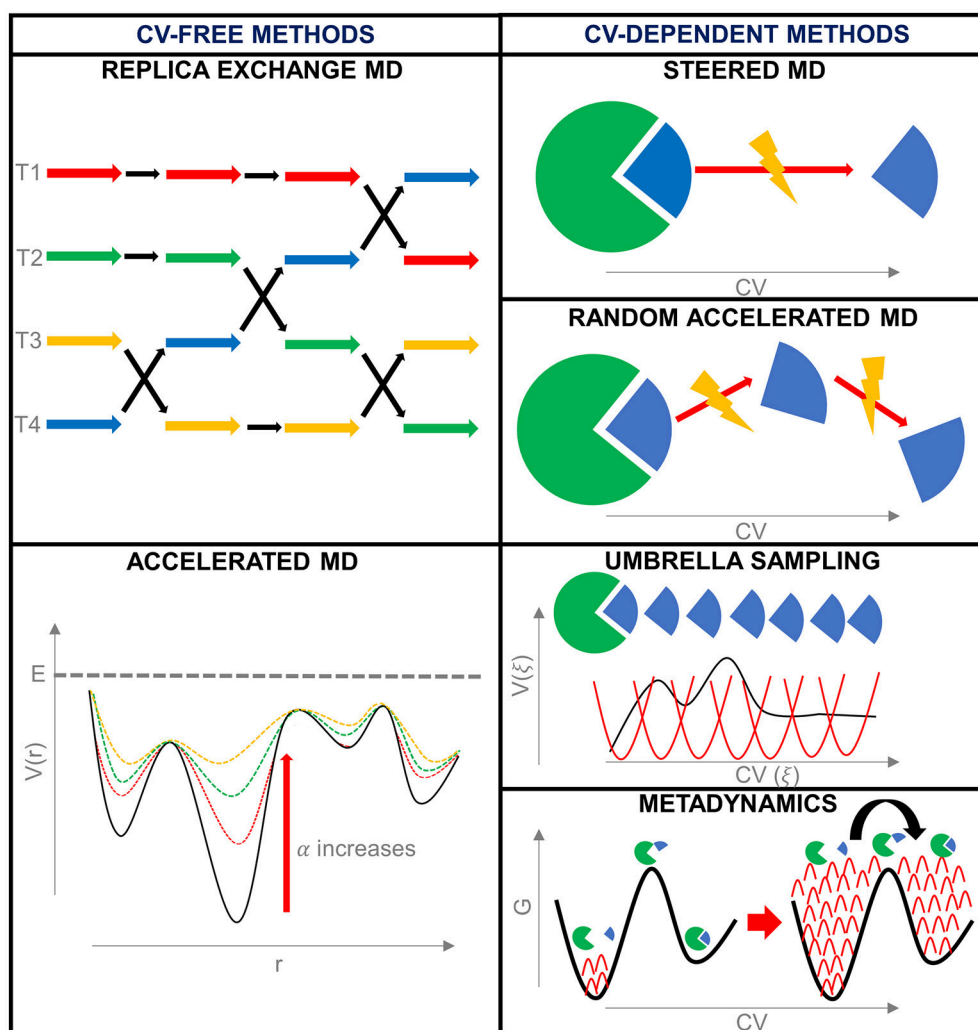 CV-FREE METHODS
REPLICA EXCHANGE MD
T1
T2
T3
T4
ACCELERATED MD
E
V(r)
α increases
r
CV-DEPENDENT METHODS
STEERED MD
CV
RANDOM ACCELERATED MD
CV
UMBRELLA SAMPLING
V(ξ)
CV (ξ)
METADYNAMICS
G
CV